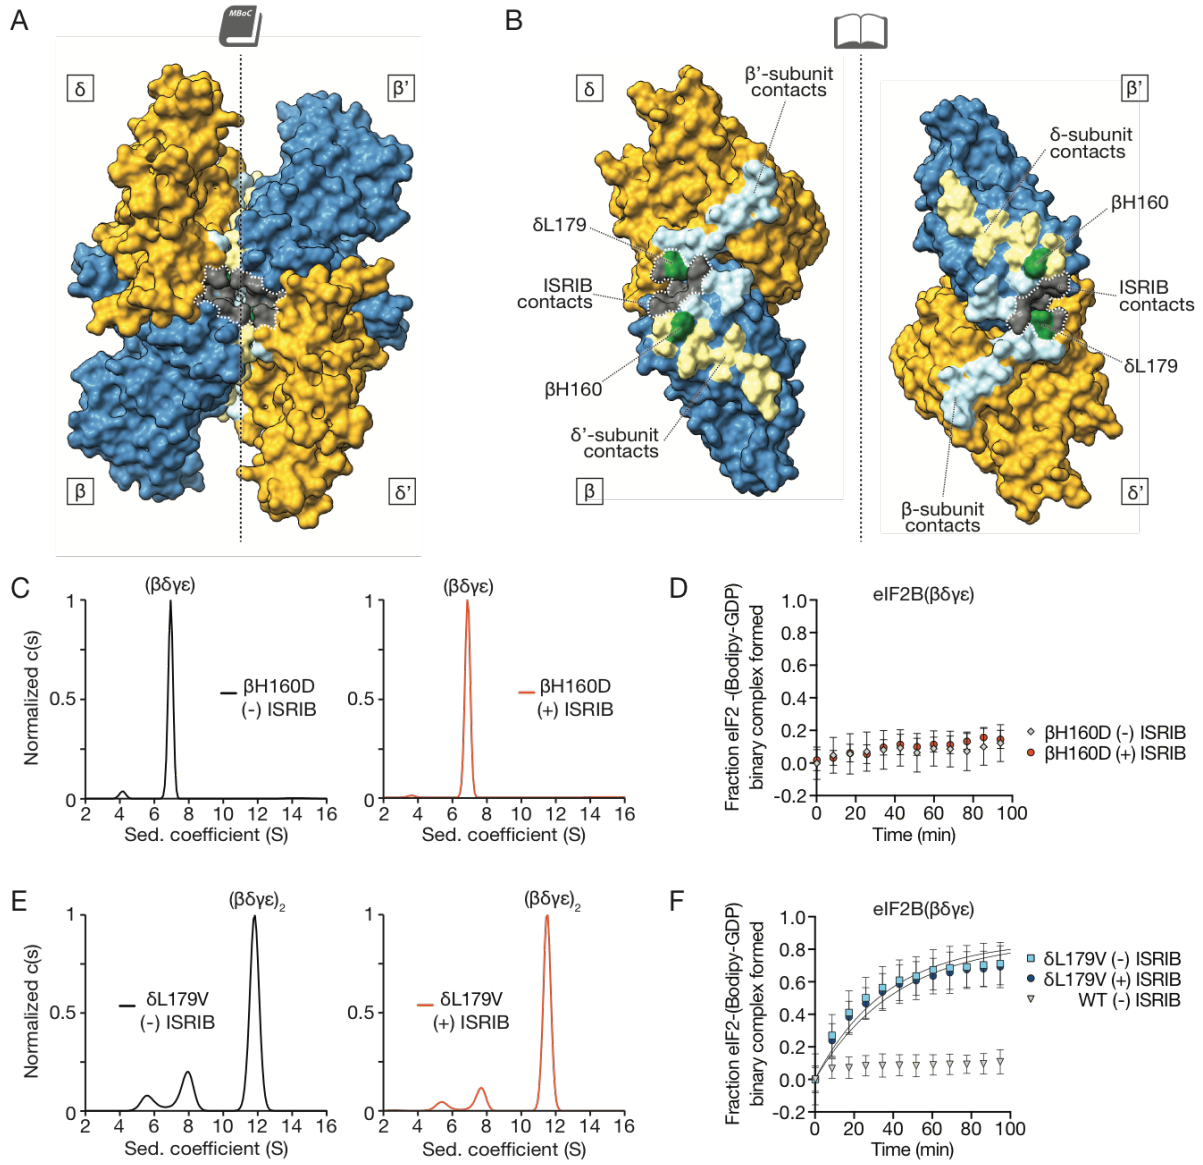 A
MBoC
B
δ
β'
β
δ'
δ
β'-subunit
contacts
δL179
ISRIB
contacts
βH160
δ'-subunit
contacts
β
β'
δ-subunit
contacts
βH160
ISRIB
contacts
δL179
β-subunit
contacts
δ'
C
(βδγε)
Normalized c(s)
1
0.5
0
2 4 6 8 10 12 14 16
Sed. coefficient (S)
βH160D
(-) ISRIB
(βδγε)
1
0.5
0
2 4 6 8 10 12 14 16
Sed. coefficient (S)
βH160D
(+) ISRIB
D
eIF2B(βδγε)
Fraction eIF2 -(Bodipy-GDP)
binary complex formed
1.0
0.8
0.6
0.4
0.2
0.0
-0.2
0 20 40 60 80 100
Time (min)
βH160D (-) ISRIB
βH160D (+) ISRIB
E
(βδγε)2
Normalized c(s)
1
0.5
0
2 4 6 8 10 12 14 16
Sed. coefficient (S)
δL179V
(-) ISRIB
(βδγε)2
1
0.5
0
2 4 6 8 10 12 14 16
Sed. coefficient (S)
δL179V
(+) ISRIB
F
eIF2B(βδγε)
Fraction eIF2-(Bodipy-GDP)
binary complex formed
1.0
0.8
0.6
0.4
0.2
0.0
-0.2
0 20 40 60 80 100
Time (min)
δL179V (-) ISRIB
δL179V (+) ISRIB
WT (-) ISRIB